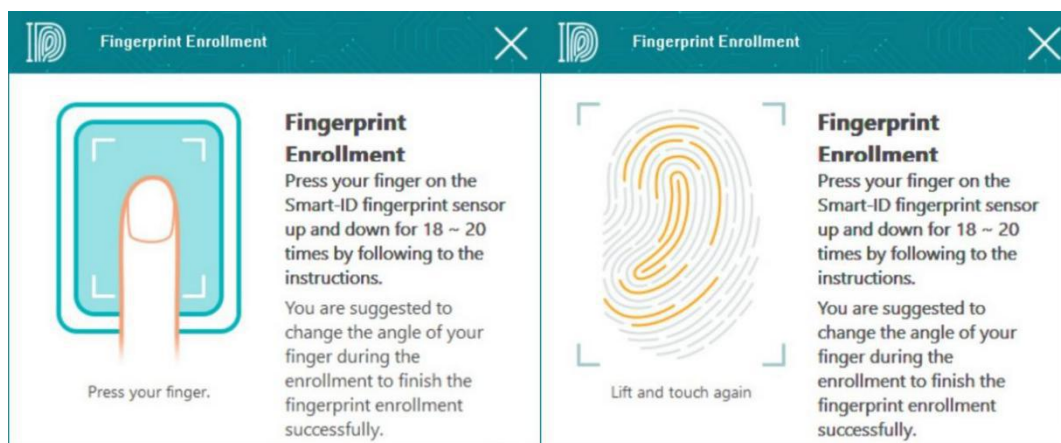 Fingerprint Enrollment
Fingerprint
Enrollment
Press your finger on the
Smart-ID fingerprint sensor
up and down for 18 ~ 20
times by following to the
instructions.
You are suggested to
change the angle of your
finger during the
enrollment to finish the
fingerprint enrollment
successfully.
Press your finger.
Fingerprint Enrollment
Fingerprint
Enrollment
Press your finger on the
Smart-ID fingerprint sensor
up and down for 18 ~ 20
times by following to the
instructions.
You are suggested to
change the angle of your
finger during the
enrollment to finish the
fingerprint enrollment
successfully.
Lift and touch again